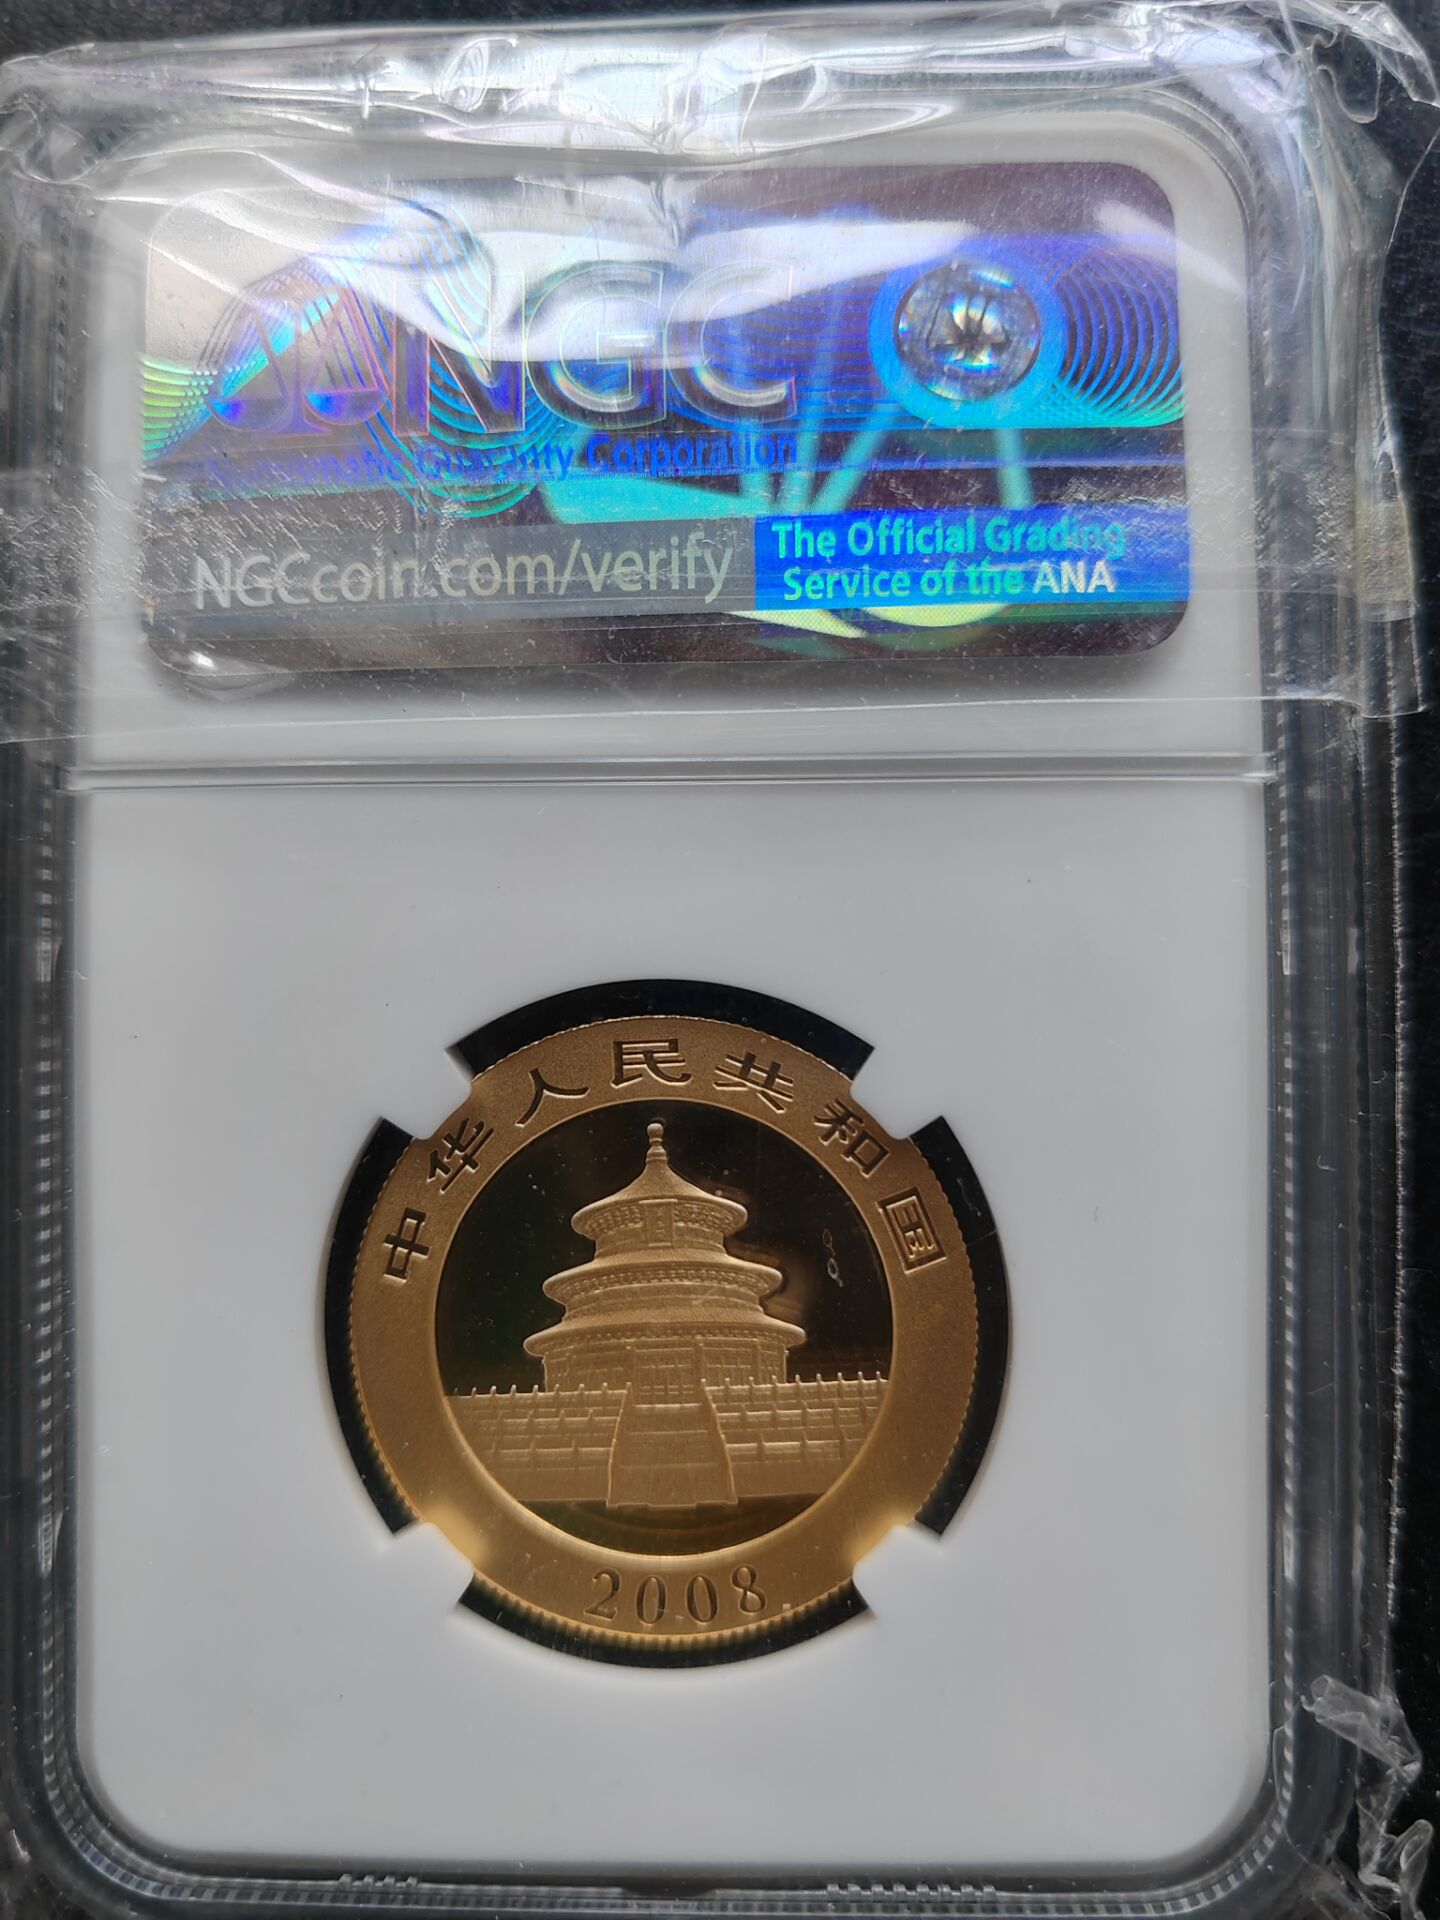 NGC
Numismatic Guaranty Corporation
NGCcoin.com/verify
The Official Grading
Service of the ANA
中华人民共和国
2008